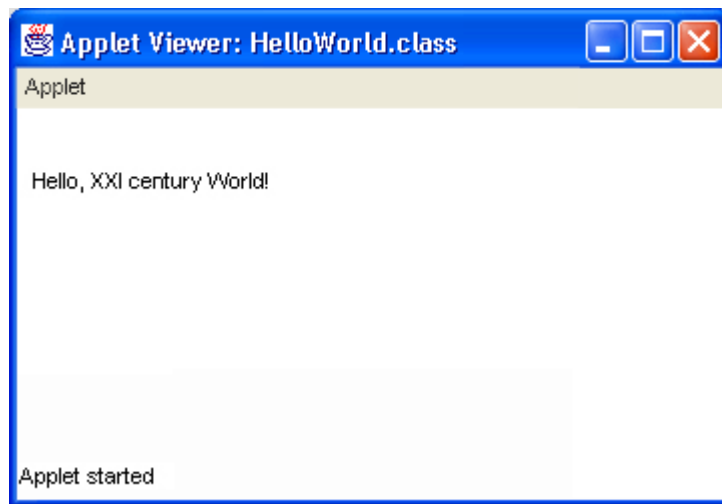 Applet Viewer: HelloWorld.class
Applet
Hello, XXI century World!
Applet started